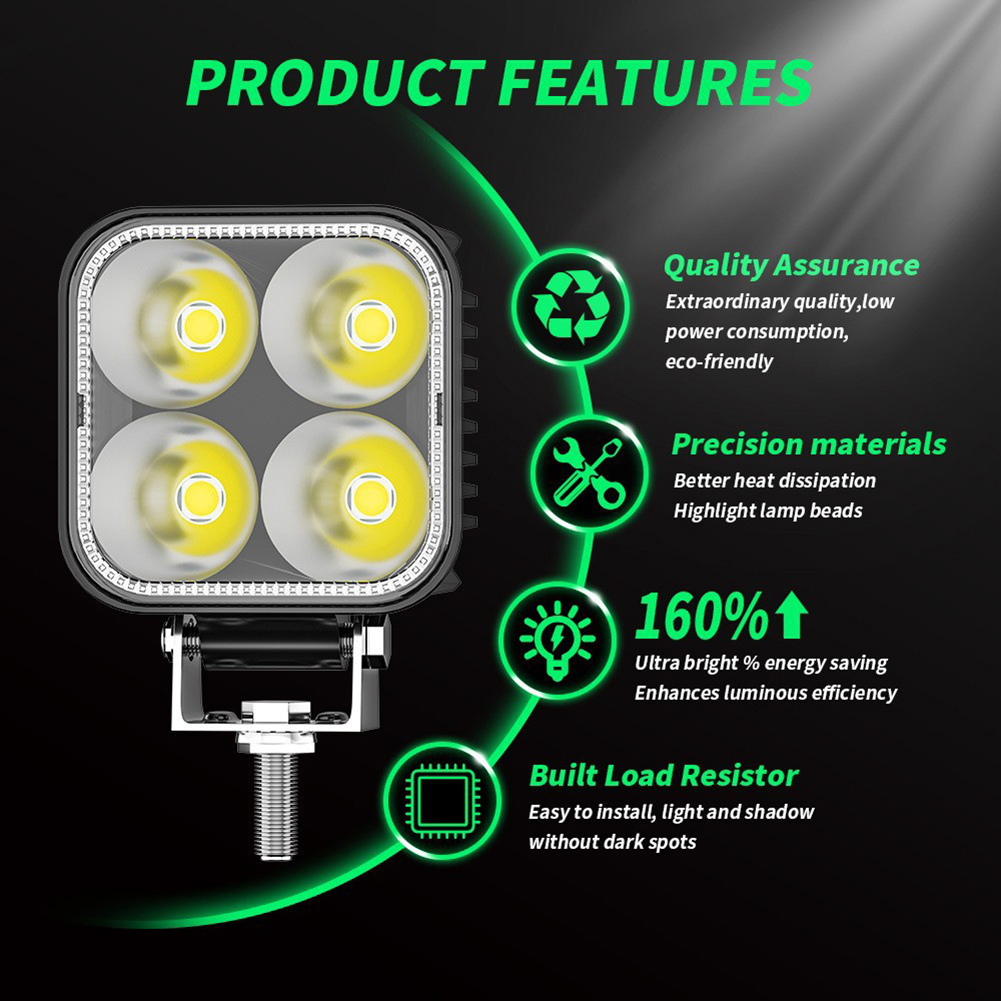 PRODUCT FEATURES
Quality Assurance
Extraordinary quality,low
power consumption,
eco-friendly
Precision materials
Better heat dissipation
Highlight lamp beads
160%
Ultra bright % energy saving
Enhances luminous efficiency
Built Load Resistor
Easy to install, light and shadow
without dark spots